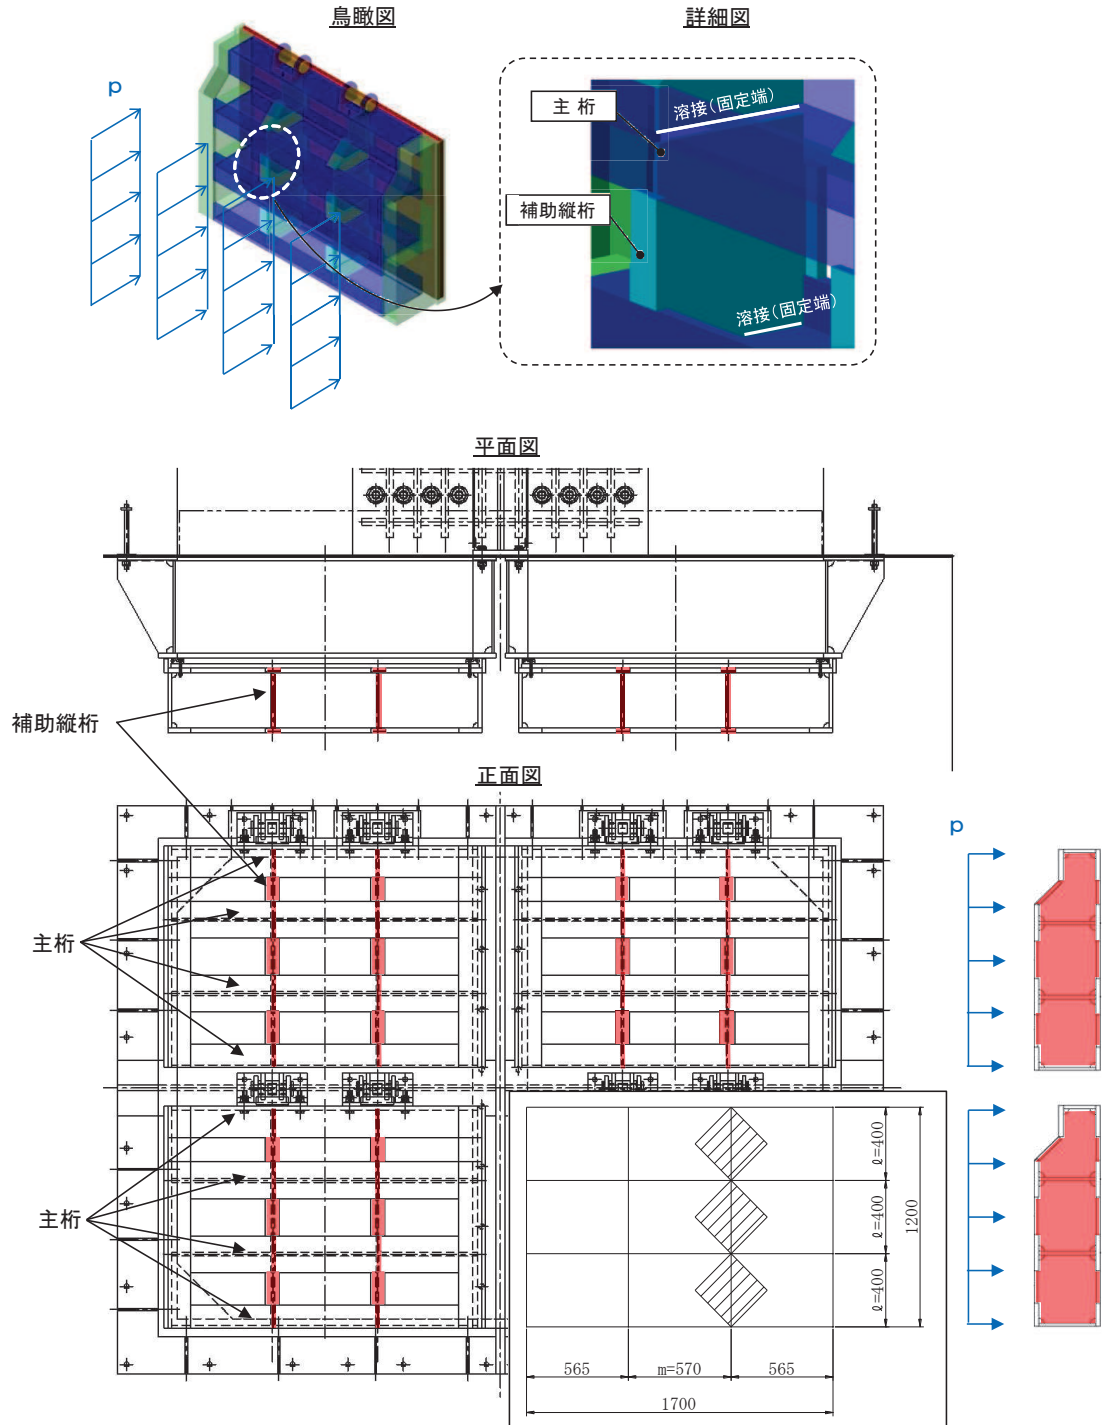 鳥瞰図
詳細図
p
主 桁
溶接(固定端)
補助縦桁
溶接(固定端)
平面図
補助縦桁
正面図
p
主桁
主桁
ℓ=400
ℓ=400
ℓ=400
1200
565
m=570
565
1700